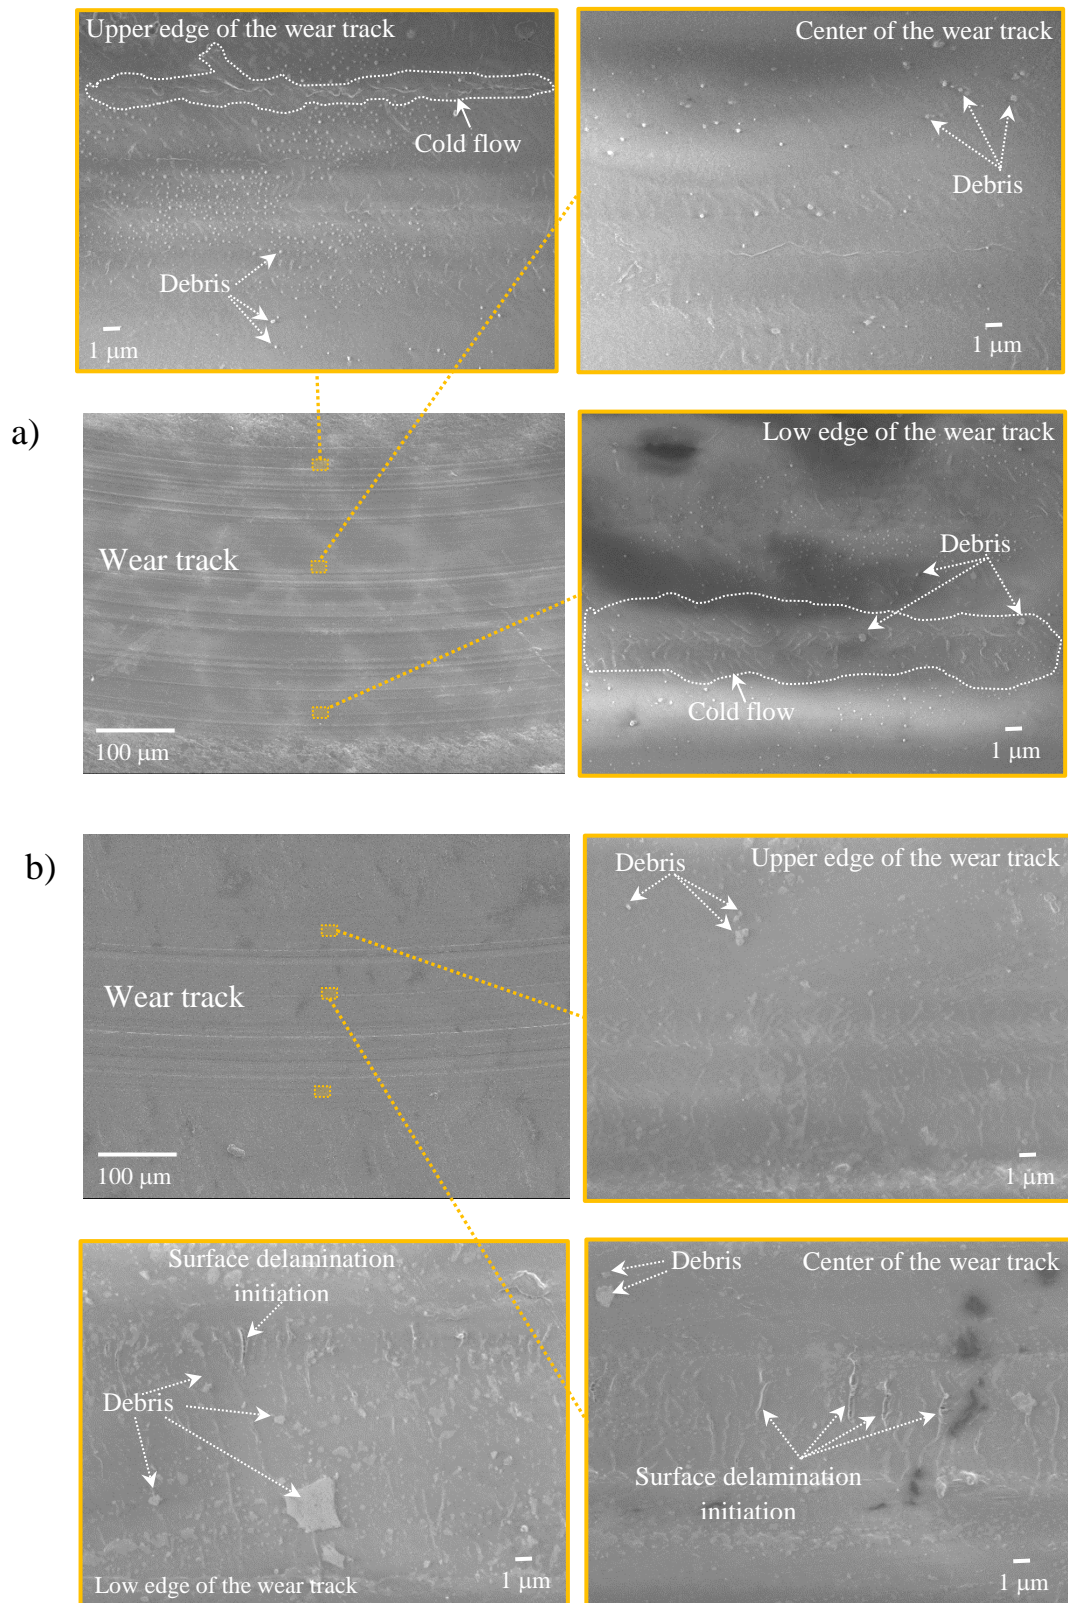 Upper edge of the wear track
Cold flow
Debris
1 μm
Center of the wear track
Debris
1 μm
a)
Wear track
100 μm
Low edge of the wear track
Debris
Cold flow
1 μm
b)
Wear track
100 μm
Debris
Upper edge of the wear track
1 μm
Surface delamination
initiation
Debris
1 μm
Low edge of the wear track
Debris
Center of the wear track
Surface delamination
initiation
1 μm